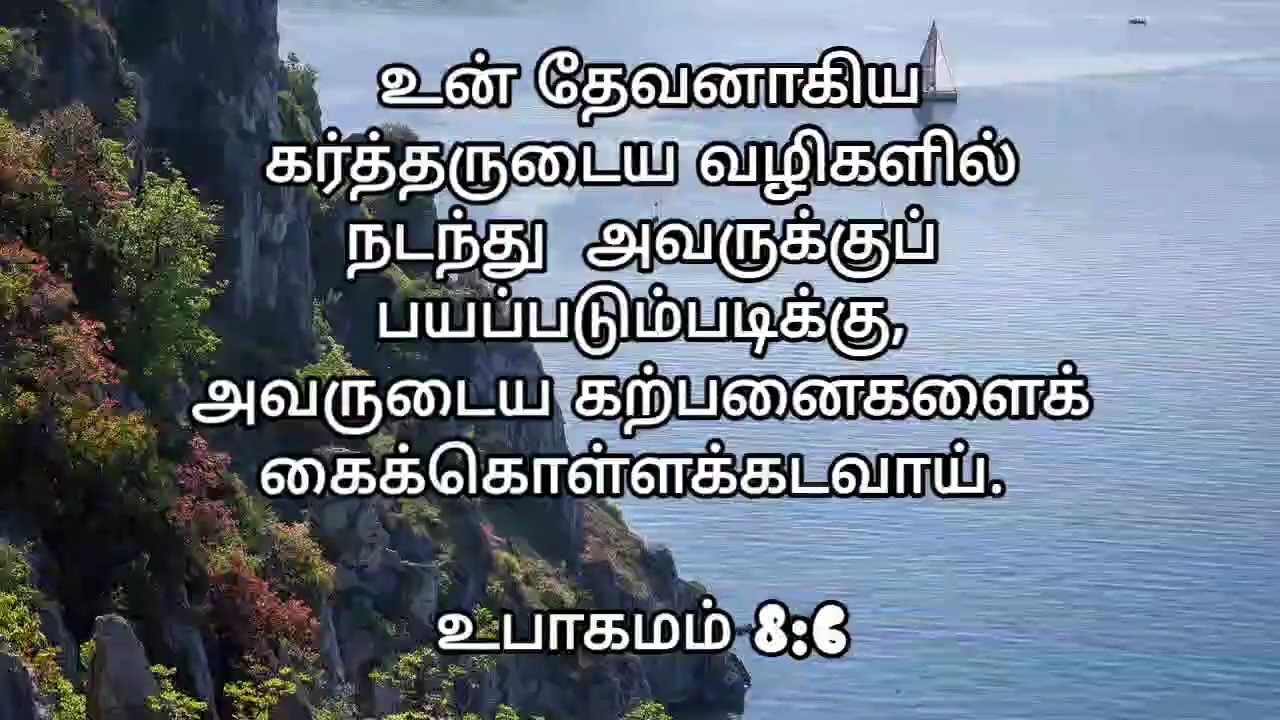 உன் தேவனாகிய
கர்த்தருடைய வழிகளில்
நடந்து அவருக்குப்
பயப்படும்படிக்கு,
அவருடைய கற்பனைகளைக்
கைக்கொள்ளக்கடவாய்.
உபாகமம் 8:6